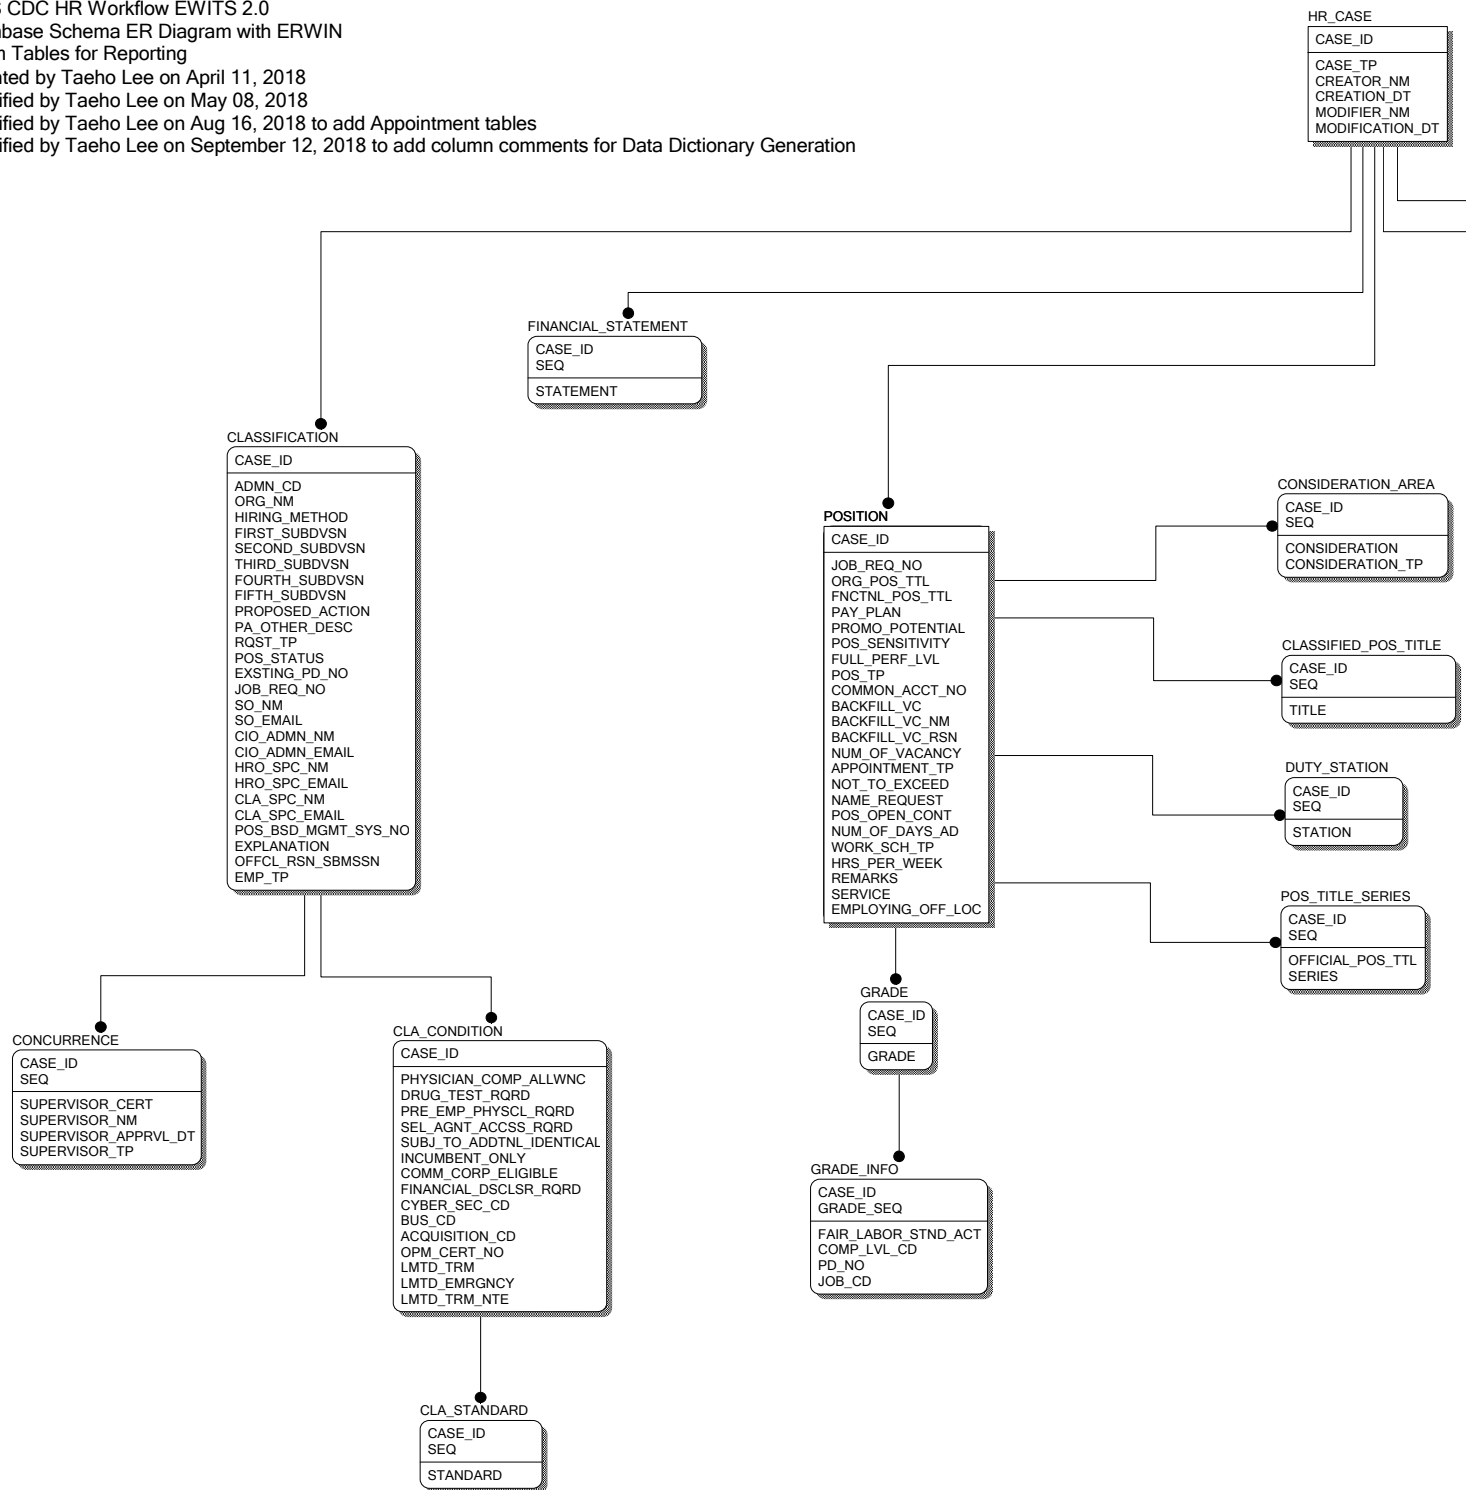 CDC HR Workflow EWITS 2.0
Schema ER Diagram with ERWIN
Tables for Reporting
by Taeho Lee on April 11, 2018
by Taeho Lee on May 08, 2018
by Taeho Lee on Aug 16, 2018 to add Appointment tables
by Taeho Lee on September 12, 2018 to add column comments for Data Dictionary Generation
HR_CASE
CASE_ID
CASE_TP
CREATOR_NM
CREATION_DT
MODIFIER_NM
MODIFICATION_DT
FINANCIAL_STATEMENT
CASE_ID
SEQ
STATEMENT
CLASSIFICATION
CASE_ID
ADMN_CD
ORG_NM
HIRING_METHOD
FIRST_SUBDVSN
SECOND_SUBDVSN
THIRD_SUBDVSN
FOURTH_SUBDVSN
FIFTH_SUBDVSN
PROPOSED_ACTION
PA_OTHER_DESC
RQST_TP
POS_STATUS
EXSTING_PD_NO
JOB_REQ_NO
SO_NM
SO_EMAIL
CIO_ADMN_NM
CIO_ADMN_EMAIL
HRO_SPC_NM
HRO_SPC_EMAIL
CLA_SPC_NM
CLA_SPC_EMAIL
POS_BSD_MGMT_SYS_NO
EXPLANATION
OFFCL_RSN_SBMSSN
EMP_TP
POSITION
CASE_ID
JOB_REQ_NO
ORG_POS_TTL
FNCTNL_POS_TTL
PAY_PLAN
PROMO_POTENTIAL
POS_SENSITIVITY
FULL_PERF_LVL
POS_TP
COMMON_ACCT_NO
BACKFILL_VC
BACKFILL_VC_NM
BACKFILL_VC_RSN
NUM_OF_VACANCY
APPOINTMENT_TP
NOT_TO_EXCEED
NAME_REQUEST
POS_OPEN_CONT
NUM_OF_DAYS_AD
WORK_SCH_TP
HRS_PER_WEEK
REMARKS
SERVICE
EMPLOYING_OFF_LOC
CONSIDERATION_AREA
CASE_ID
SEQ
CONSIDERATION
CONSIDERATION_TP
CLASSIFIED_POS_TITLE
CASE_ID
SEQ
TITLE
DUTY_STATION
CASE_ID
SEQ
STATION
POS_TITLE_SERIES
CASE_ID
SEQ
OFFICIAL_POS_TTL
SERIES
GRADE
CASE_ID
SEQ
GRADE
CONCURRENCE
CASE_ID
SEQ
SUPERVISOR_CERT
SUPERVISOR_NM
SUPERVISOR_APPRVL_DT
SUPERVISOR_TP
CLA_CONDITION
CASE_ID
PHYSICIAN_COMP_ALLWNC
DRUG_TEST_RQRD
PRE_EMP_PHYSCL_RQRD
SEL_AGNT_ACCSS_RQRD
SUBJ_TO_ADDTNL_IDENTICAL
INCUMBENT_ONLY
COMM_CORP_ELIGIBLE
FINANCIAL_DSCLSR_RQRD
CYBER_SEC_CD
BUS_CD
ACQUISITION_CD
OPM_CERT_NO
LMTD_TRM
LMTD_EMRGNCY
LMTD_TRM_NTE
GRADE_INFO
CASE_ID
GRADE_SEQ
FAIR_LABOR_STND_ACT
COMP_LVL_CD
PD_NO
JOB_CD
CLA_STANDARD
CASE_ID
SEQ
STANDARD